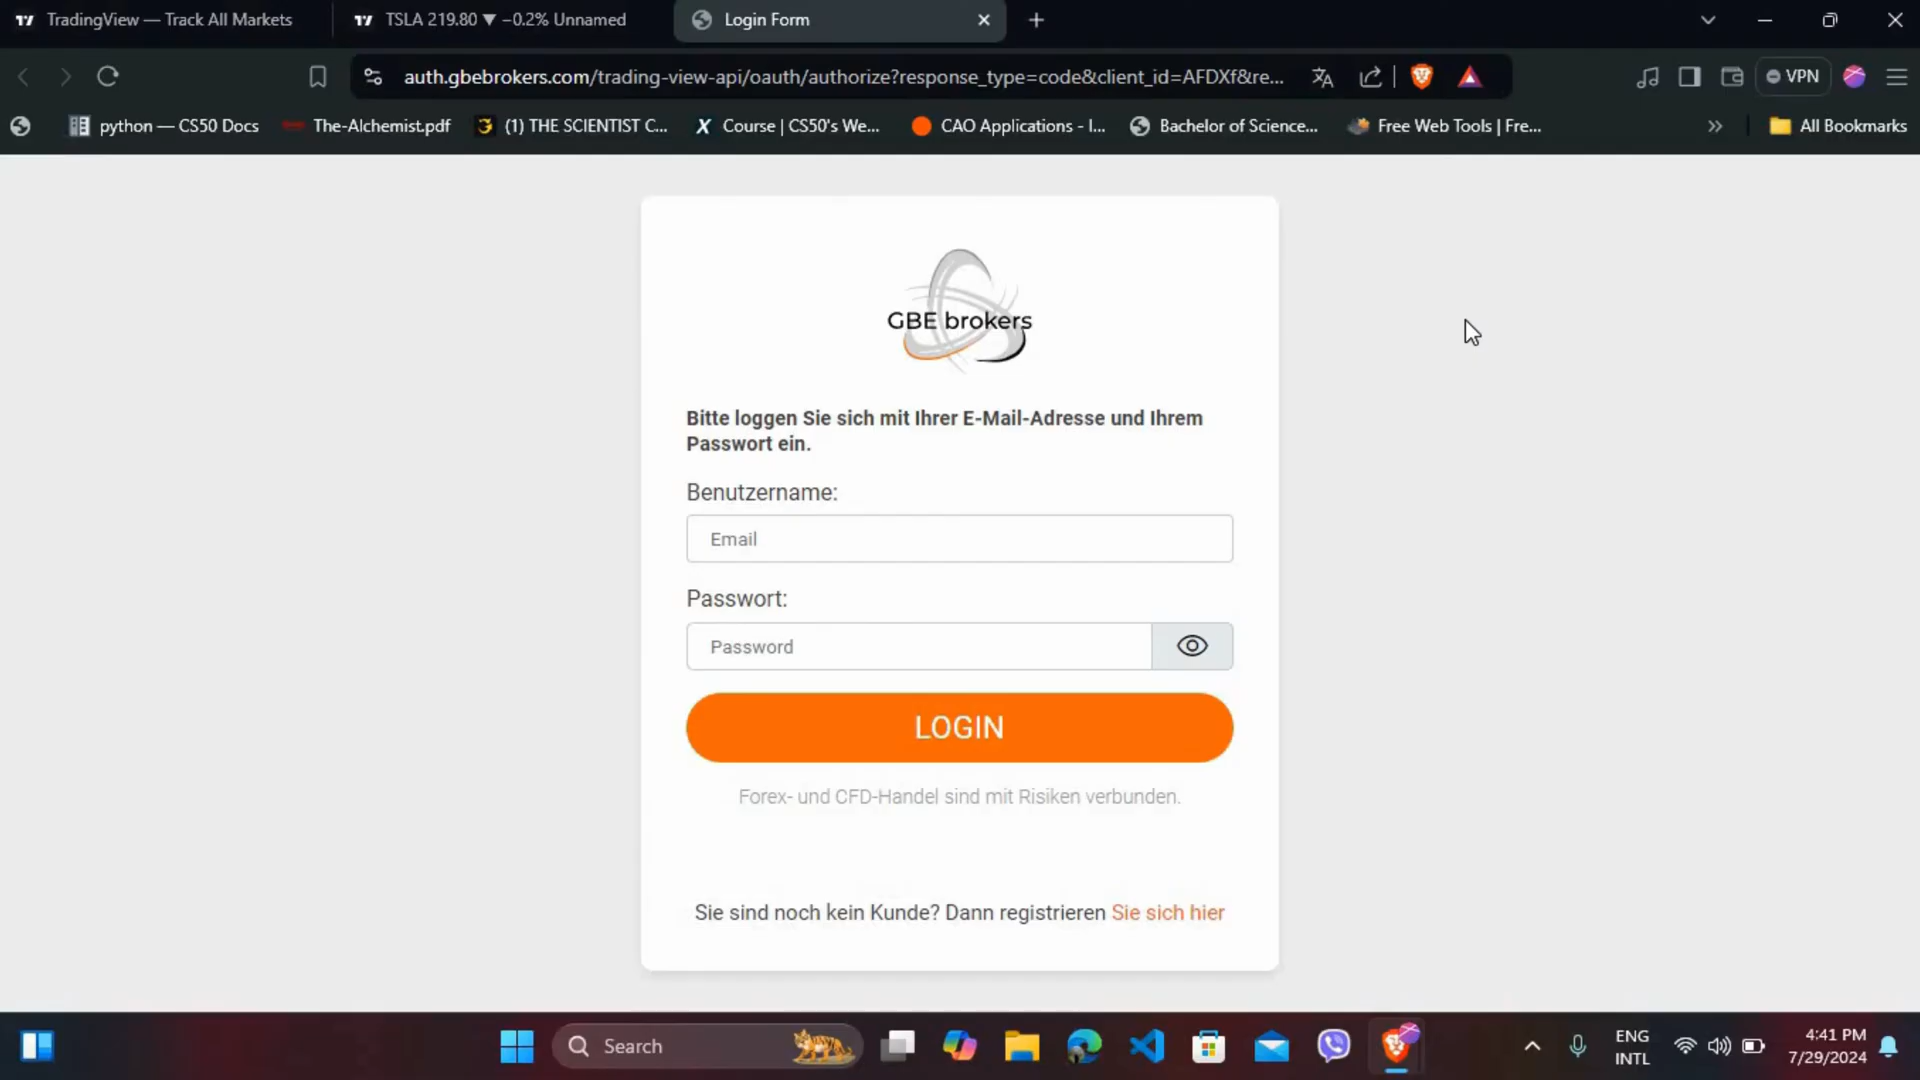 TradingView — Track All Markets
TSLA 219.80 ▼ −0.2% Unnamed
Login Form
auth.gbebrokers.com/trading-view-api/oauth/authorize?response_type=code&client_id=AFDXf&re...
VPN
python — CS50 Docs
The-Alchemist.pdf
(1) THE SCIENTIST C...
Course | CS50's We...
CAO Applications - I...
Bachelor of Science...
Free Web Tools | Fre...
All Bookmarks
GBE brokers
Bitte loggen Sie sich mit Ihrer E-Mail-Adresse und Ihrem
Passwort ein.
Benutzername:
Email
Passwort:
Password
LOGIN
Forex- und CFD-Handel sind mit Risiken verbunden.
Sie sind noch kein Kunde? Dann registrieren Sie sich hier
Search
ENG
INTL
4:41 PM
7/29/2024